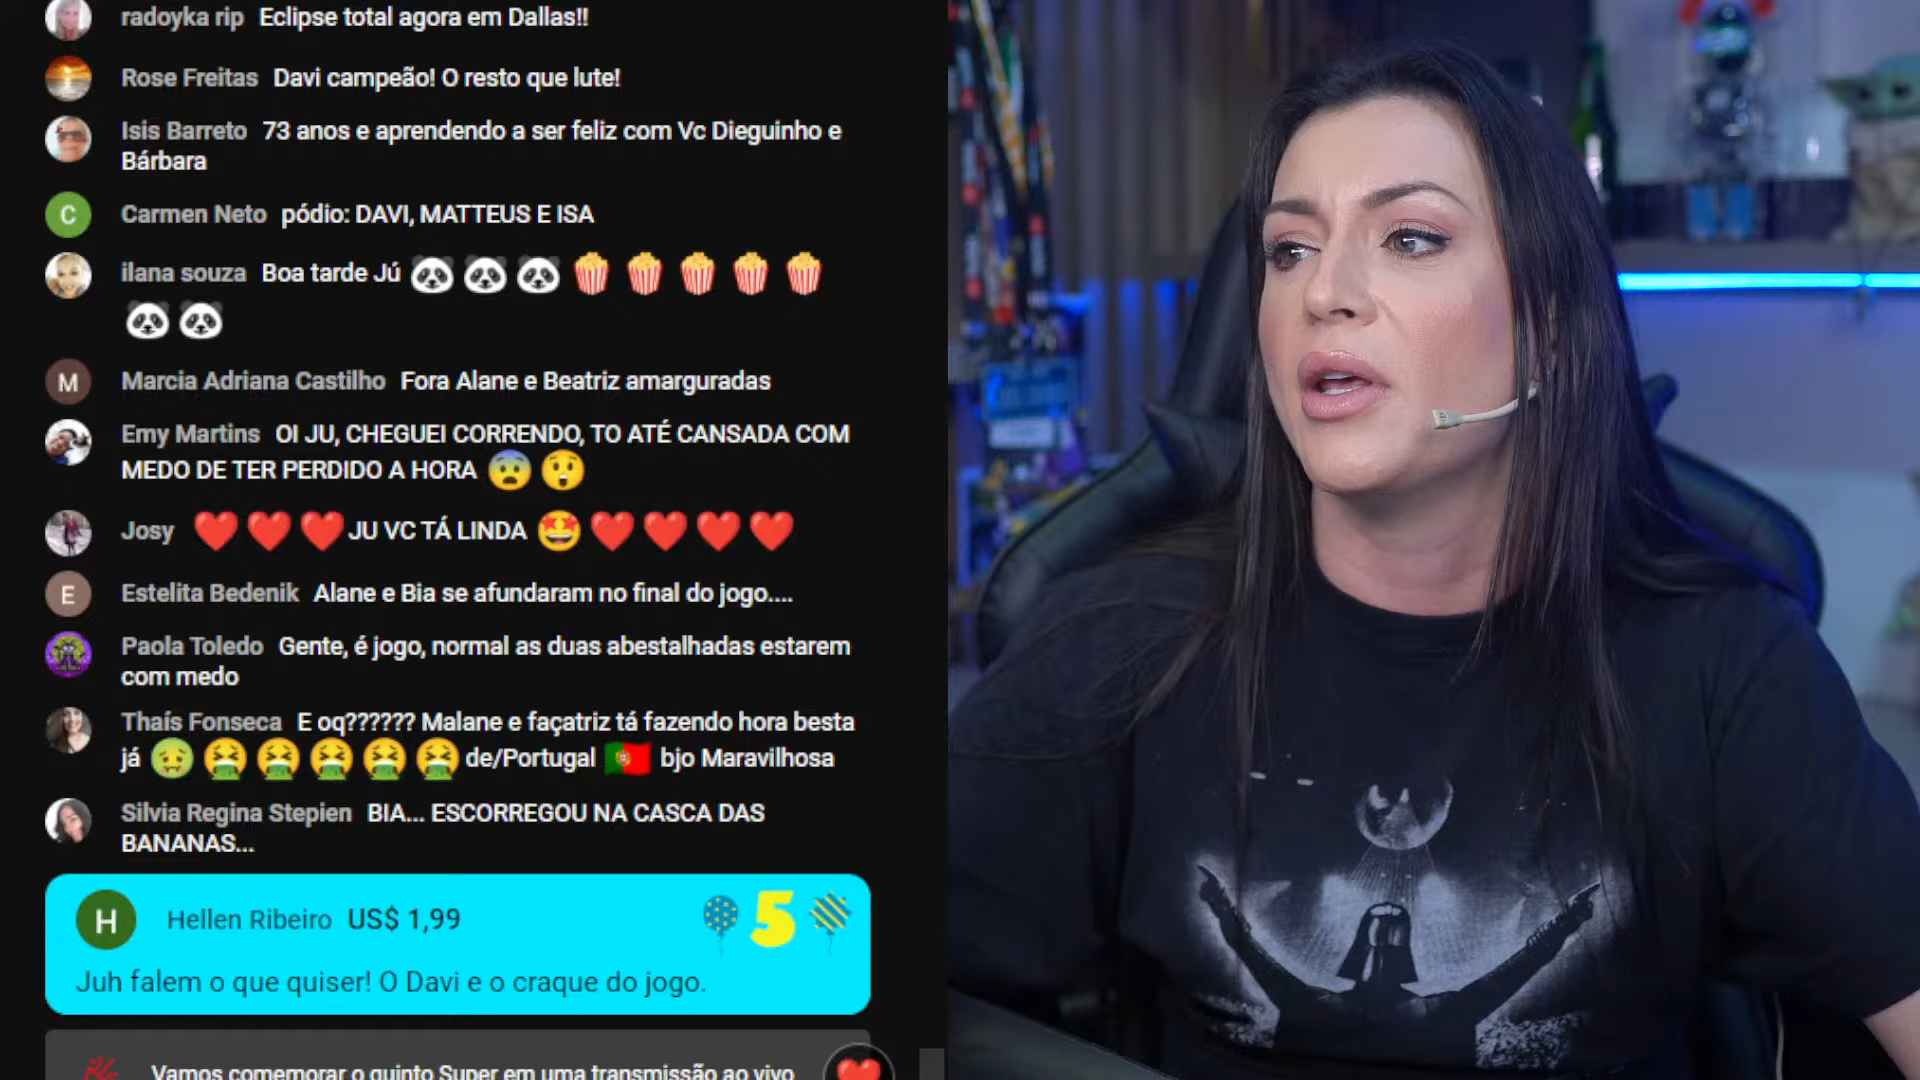 radoyka rip Eclipse total agora em Dallas!!
Rose Freitas Davi campeão! O resto que lute!
Isis Barreto 73 anos e aprendendo a ser feliz com Vc Dieguinho e
Bárbara
C Carmen Neto pódio: DAVI, MATTEUS E ISA
ilana souza Boa tarde Jú 🐼🐼🐼🍿🍿🍿🍿🍿
🐼🐼
M Marcia Adriana Castilho Fora Alane e Beatriz amarguradas
Emy Martins OI JU, CHEGUEI CORRENDO, TO ATÉ CANSADA COM
MEDO DE TER PERDIDO A HORA 😨😲
Josy ❤️❤️❤️JU VC TÁ LINDA 🤩❤️❤️❤️❤️
E Estelita Bedenik Alane e Bia se afundaram no final do jogo....
Paola Toledo Gente, é jogo, normal as duas abestalhadas estarem
com medo
Thaís Fonseca E oq?????? Malane e façatriz tá fazendo hora besta
já 🤢🤮🤮🤮🤮🤮 de/Portugal 🇵🇹 bjo Maravilhosa
Silvia Regina Stepien BIA... ESCORREGOU NA CASCA DAS
BANANAS...
H Hellen Ribeiro US$ 1,99 5
Juh falem o que quiser! O Davi e o craque do jogo.
Vamos comemorar o quinto Super em uma transmissão ao vivo